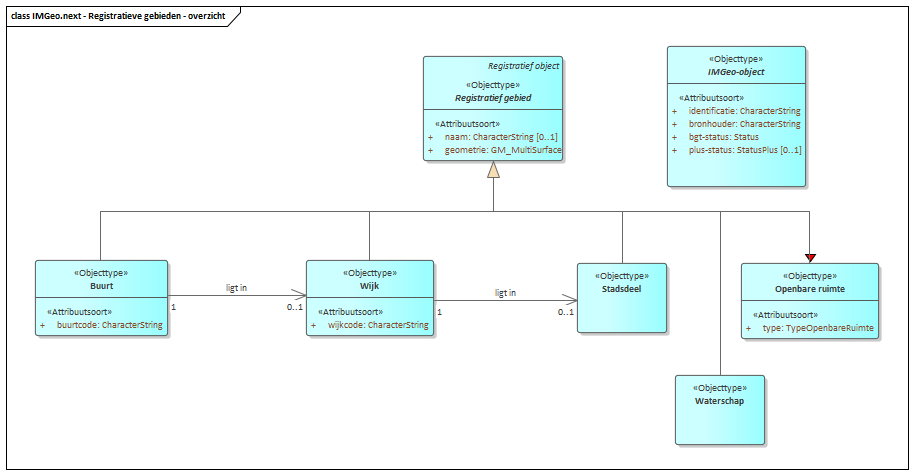 class IMGeo.next - Registratieve gebieden - overzicht
Registratief object
«Objecttype»
Registratief gebied
«Attribuutsoort»
+ naam: CharacterString [0..1]
+ geometrie: GM_MultiSurface
«Objecttype»
IMGeo-object
«Attribuutsoort»
+ identificatie: CharacterString
+ bronhouder: CharacterString
+ bgt-status: Status
+ plus-status: StatusPlus [0..1]
«Objecttype»
Buurt
«Attribuutsoort»
+ buurtcode: CharacterString
ligt in
1
0..1
«Objecttype»
Wijk
«Attribuutsoort»
+ wijkcode: CharacterString
ligt in
1
0..1
«Objecttype»
Stadsdeel
«Objecttype»
Openbare ruimte
«Attribuutsoort»
+ type: TypeOpenbareRuimte
«Objecttype»
Waterschap